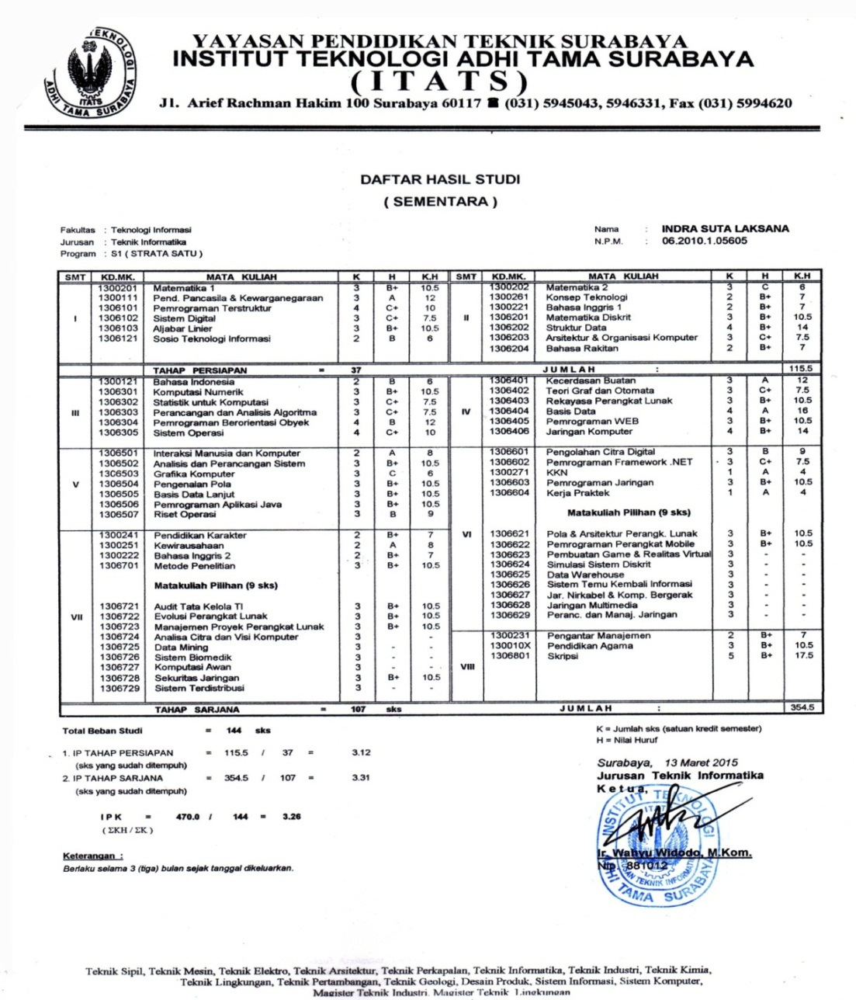 YAYASAN PENDIDIKAN TEKNIK SURABAYA
INSTITUT TEKNOLOGI ADHI TAMA SURABAYA
( I T A T S )
Jl. Arief Rachman Hakim 100 Surabaya 60117 ☎ (031) 5945043, 5946331, Fax (031) 5994620
TEKNOLOGI
ITATS
ADHI TAMA SURABAYA
DAFTAR HASIL STUDI
( SEMENTARA )
Fakultas : Teknologi Informasi
Jurusan : Teknik Informatika
Program : S1 ( STRATA SATU )
Nama : INDRA SUTA LAKSANA
N.P.M. : 06.2010.1.05605
SMT KD.MK. MATA KULIAH K H K.H
I
1300201 Matematika 1 3 B+ 10.5
1300111 Pend. Pancasila & Kewarganegaraan 3 A 12
1306101 Pemrograman Terstruktur 4 C+ 10
1306102 Sistem Digital 3 C+ 7.5
1306103 Aljabar Linier 3 B+ 10.5
1306121 Sosio Teknologi Informasi 2 B 6
SMT KD.MK. MATA KULIAH K H K.H
II
1300202 Matematika 2 3 C 6
1300261 Konsep Teknologi 2 B+ 7
1300221 Bahasa Inggris 1 2 B+ 7
1306201 Matematika Diskrit 3 B+ 10.5
1306202 Struktur Data 4 B+ 14
1306203 Arsitektur & Organisasi Komputer 3 C+ 7.5
1306204 Bahasa Rakitan 2 B+ 7
TAHAP PERSIAPAN = 37 JUMLAH : 115.5
III
1300121 Bahasa Indonesia 2 B 6
1306301 Komputasi Numerik 3 B+ 10.5
1306302 Statistik untuk Komputasi 3 C+ 7.5
1306303 Perancangan dan Analisis Algoritma 3 C+ 7.5
1306304 Pemrograman Berorientasi Obyek 4 B 12
1306305 Sistem Operasi 4 C+ 10
IV
1306401 Kecerdasan Buatan 3 A 12
1306402 Teori Graf dan Otomata 3 C+ 7.5
1306403 Rekayasa Perangkat Lunak 3 B+ 10.5
1306404 Basis Data 4 A 16
1306405 Pemrograman WEB 3 B+ 10.5
1306406 Jaringan Komputer 4 B+ 14
V
1306501 Interaksi Manusia dan Komputer 2 A 8
1306502 Analisis dan Perancangan Sistem 3 B+ 10.5
1306503 Grafika Komputer 3 C 6
1306504 Pengenalan Pola 3 B+ 10.5
1306505 Basis Data Lanjut 3 B+ 10.5
1306506 Pemrograman Aplikasi Java 3 B+ 10.5
1306507 Riset Operasi 3 B 9
VI
1306601 Pengolahan Citra Digital 3 B 9
1306602 Pemrograman Framework .NET 3 C+ 7.5
1300271 KKN 1 A 4
1306603 Pemrograman Jaringan 3 B+ 10.5
1306604 Kerja Praktek 1 A 4
Matakuliah Pilihan (9 sks)
1306621 Pola & Arsitektur Perangk. Lunak 3 B+ 10.5
1306622 Pemrograman Perangkat Mobile 3 B+ 10.5
1306623 Pembuatan Game & Realitas Virtual 3 - -
1306624 Simulasi Sistem Diskrit 3 - -
1306625 Data Warehouse 3 - -
1306626 Sistem Temu Kembali Informasi 3 - -
1306627 Jar. Nirkabel & Komp. Bergerak 3 - -
1306628 Jaringan Multimedia 3 - -
1306629 Peranc. dan Manaj. Jaringan 3 - -
VII
1300241 Pendidikan Karakter 2 B+ 7
1300251 Kewirausahaan 2 A 8
1300222 Bahasa Inggris 2 2 B+ 7
1306701 Metode Penelitian 3 B+ 10.5
Matakuliah Pilihan (9 sks)
1306721 Audit Tata Kelola TI 3 B+ 10.5
1306722 Evolusi Perangkat Lunak 3 B+ 10.5
1306723 Manajemen Proyek Perangkat Lunak 3 B+ 10.5
1306724 Analisa Citra dan Visi Komputer 3 -
1306725 Data Mining 3 - -
1306726 Sistem Biomedik 3 - -
1306727 Komputasi Awan 3 - -
1306728 Sekuritas Jaringan 3 B+ 10.5
1306729 Sistem Terdistribusi 3 - -
VIII
1300231 Pengantar Manajemen 2 B+ 7
130010X Pendidikan Agama 3 B+ 10.5
1306801 Skripsi 5 B+ 17.5
TAHAP SARJANA = 107 sks JUMLAH : 354.5
Total Beban Studi = 144 sks
1. IP TAHAP PERSIAPAN = 115.5 / 37 = 3.12
(sks yang sudah ditempuh)
2. IP TAHAP SARJANA = 354.5 / 107 = 3.31
(sks yang sudah ditempuh)
I P K = 470.0 / 144 = 3.26
( ΣKH / ΣK )
Keterangan :
Berlaku selama 3 (tiga) bulan sejak tanggal dikeluarkan.
K = Jumlah sks (satuan kredit semester)
H = Nilai Huruf
Surabaya, 13 Maret 2015
Jurusan Teknik Informatika
K e t u a,
INSTITUT TEKNOLOGI
ITATS
JURUSAN TEKNIK INFORMATIKA
ADHI TAMA SURABAYA
Ir. Wahyu Widodo, M.Kom.
Nip. 881012
Teknik Sipil, Teknik Mesin, Teknik Elektro, Teknik Arsitektur, Teknik Perkapalan, Teknik Informatika, Teknik Industri, Teknik Kimia,
Teknik Lingkungan, Teknik Pertambangan, Teknik Geologi, Desain Produk, Sistem Informasi, Sistem Komputer,
Magister Teknik Industri, Magister Teknik Lingkungan